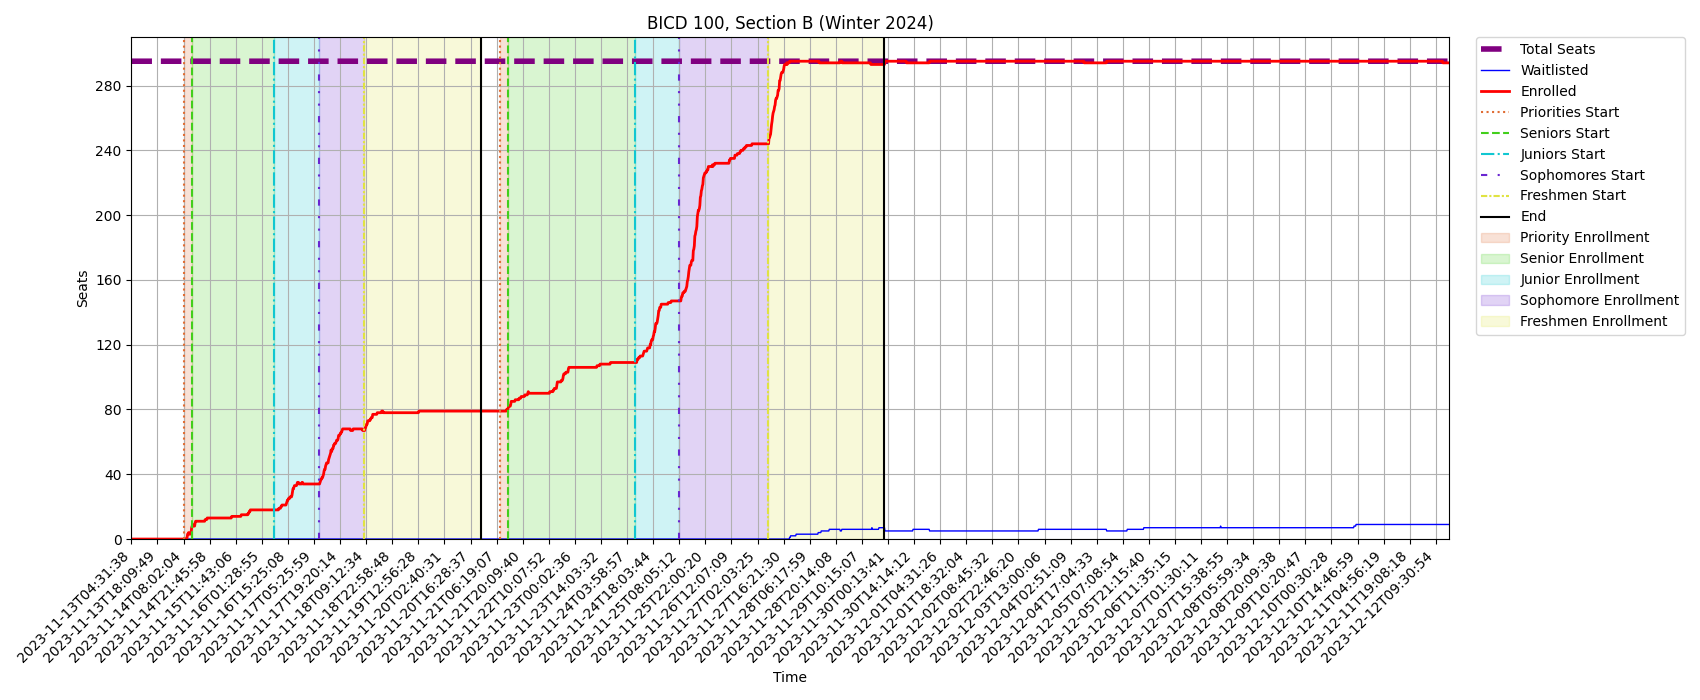 BICD 100, Section B (Winter 2024)
Seats
280
240
200
160
120
80
40
0
2023-11-13T04:31:38
2023-11-13T18:09:49
2023-11-14T08:02:04
2023-11-14T21:45:58
2023-11-15T11:43:06
2023-11-16T01:28:55
2023-11-16T15:25:08
2023-11-17T05:25:59
2023-11-17T19:20:14
2023-11-18T09:12:34
2023-11-18T22:58:48
2023-11-19T12:56:28
2023-11-20T02:40:31
2023-11-20T16:28:37
2023-11-21T06:19:07
2023-11-21T20:09:40
2023-11-22T10:07:52
2023-11-23T00:02:36
2023-11-23T14:03:32
2023-11-24T03:58:57
2023-11-24T18:03:44
2023-11-25T08:05:12
2023-11-25T22:00:20
2023-11-26T12:07:09
2023-11-27T02:03:25
2023-11-27T16:21:30
2023-11-28T06:17:59
2023-11-28T20:14:09
2023-11-29T10:15:07
2023-11-30T00:13:41
2023-11-30T14:14:12
2023-12-01T04:31:26
2023-12-01T18:32:04
2023-12-02T08:45:32
2023-12-02T22:46:20
2023-12-03T13:00:06
2023-12-04T02:51:09
2023-12-04T17:04:33
2023-12-05T07:08:54
2023-12-05T21:15:40
2023-12-06T11:35:15
2023-12-07T01:30:11
2023-12-07T15:38:55
2023-12-08T05:59:34
2023-12-08T20:09:38
2023-12-09T10:20:47
2023-12-10T00:30:28
2023-12-10T14:46:59
2023-12-11T04:56:19
2023-12-11T19:08:18
2023-12-12T09:30:54
Time
Total Seats
Waitlisted
Enrolled
Priorities Start
Seniors Start
Juniors Start
Sophomores Start
Freshmen Start
End
Priority Enrollment
Senior Enrollment
Junior Enrollment
Sophomore Enrollment
Freshmen Enrollment